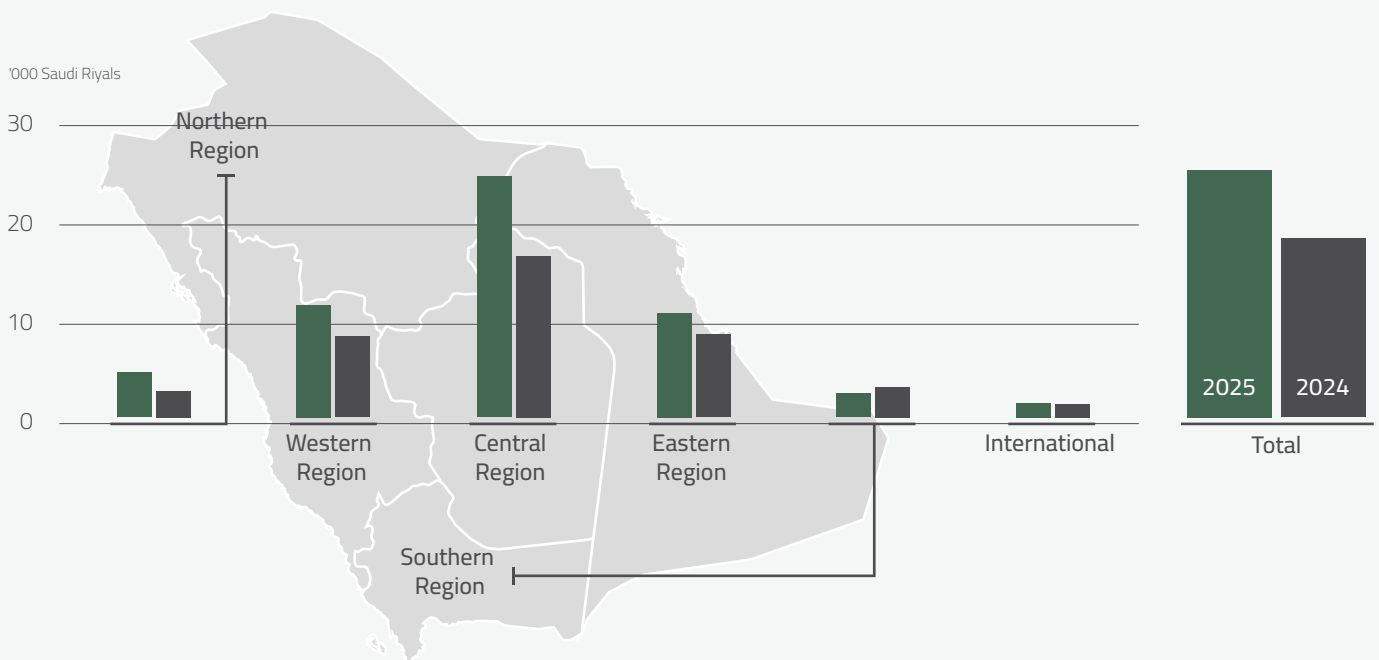 '000 Saudi Riyals
30
20
10
0
Northern
Region
Western
Region
Central
Region
Eastern
Region
Southern
Region
International
2025
2024
Total